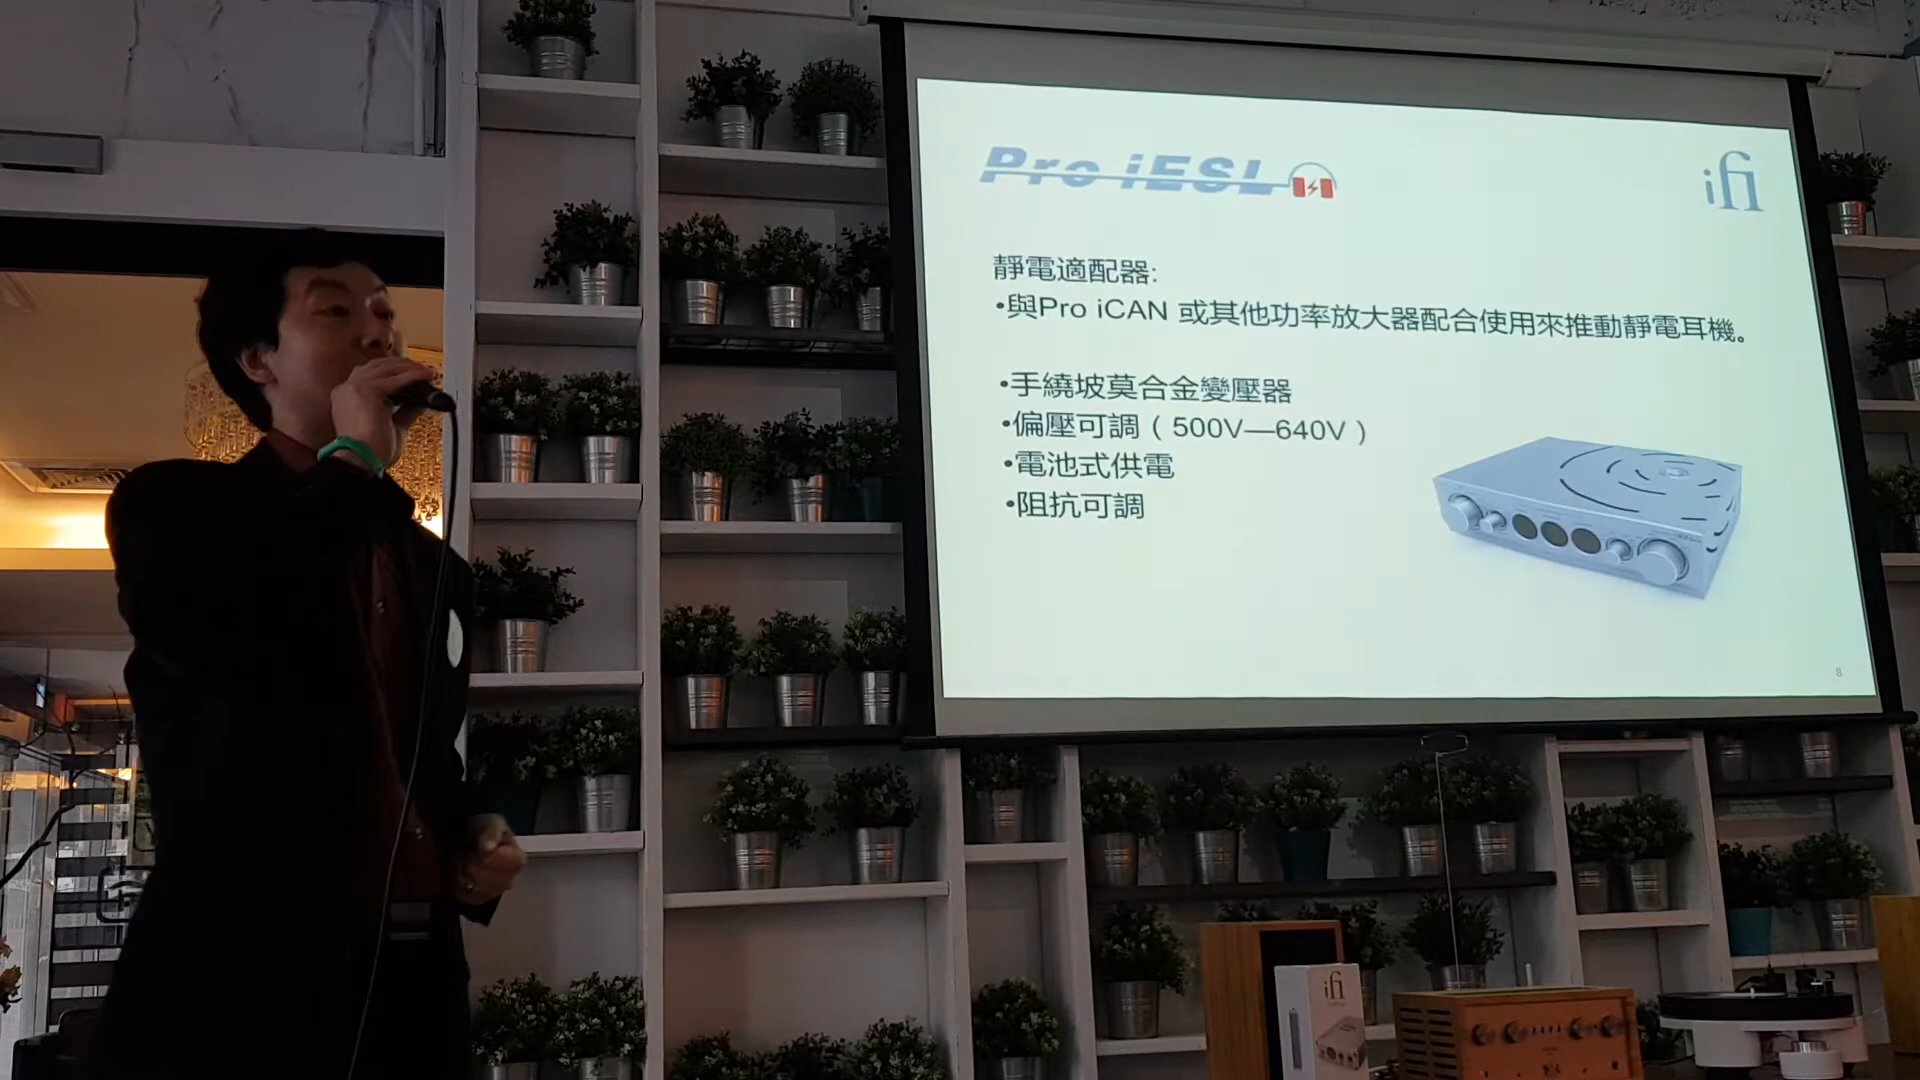 Pro iESL
ifi
靜電適配器:
•與Pro iCAN 或其他功率放大器配合使用來推動靜電耳機。
•手繞坡莫合金變壓器
•偏壓可調（500V—640V）
•電池式供電
•阻抗可調
8
ifi